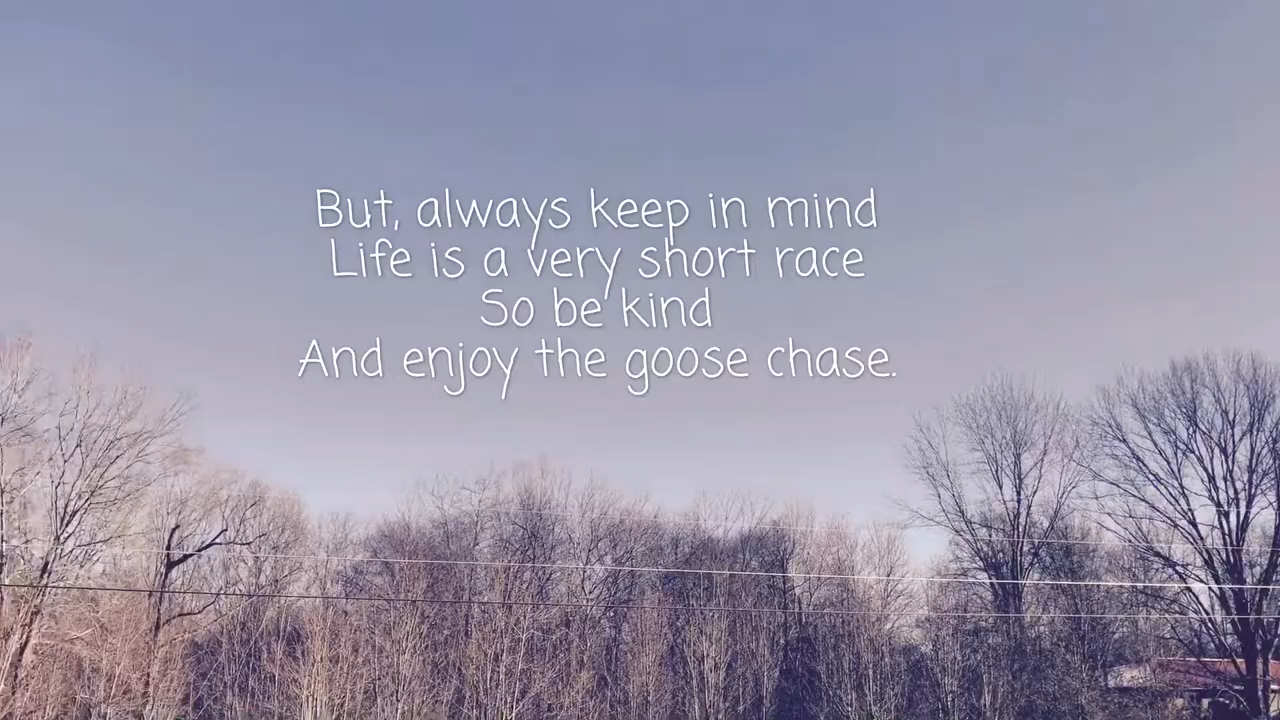 But, always keep in mind
Life is a very short race
So be kind
And enjoy the goose chase.